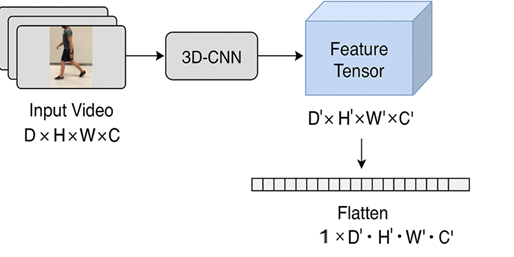 Input Video
D × H × W × C
3D-CNN
Feature
Tensor
D' × H' × W' × C'
Flatten
1 × D' · H' · W' · C'